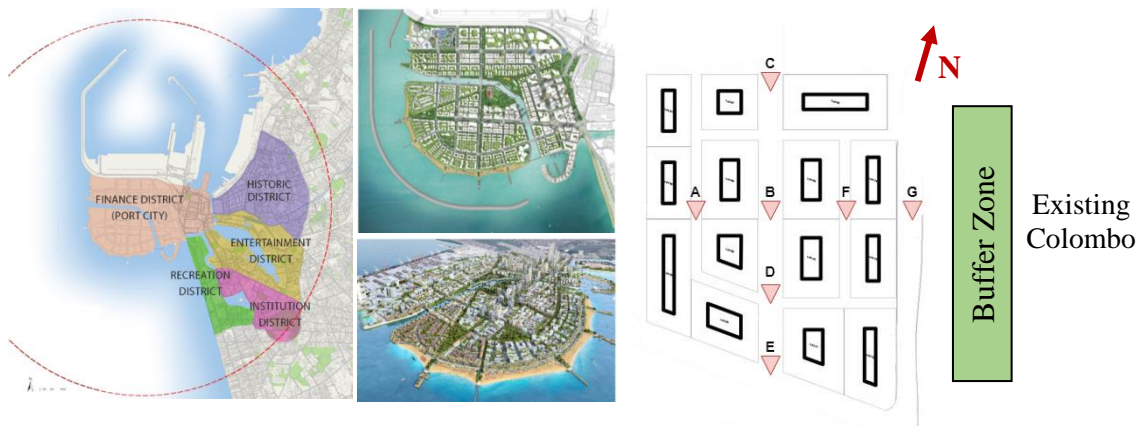 HISTORIC
DISTRICT
FINANCE DISTRICT
(PORT CITY)
ENTERTAINMENT
DISTRICT
RECREATION
DISTRICT
INSTITUTION
DISTRICT
N
C
A
B
F
G
D
E
Buffer Zone
Existing
Colombo